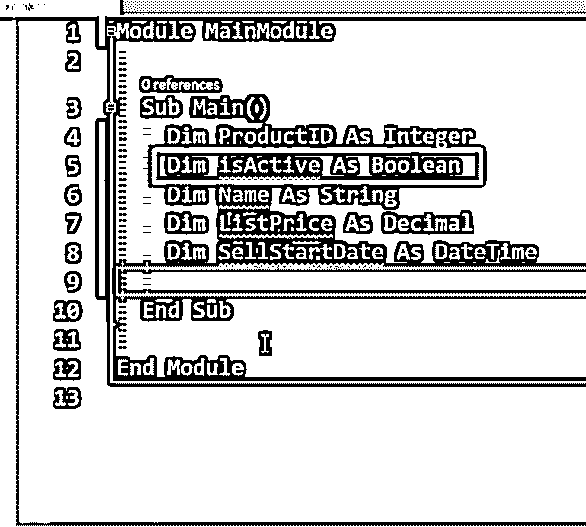 1 Module MainModule
2
0 references
3 Sub Main()
4 Dim ProductID As Integer
5 Dim isActive As Boolean
6 Dim Name As String
7 Dim ListPrice As Decimal
8 Dim SellStartDate As DateTime
9
10 End Sub
11
12 End Module
13